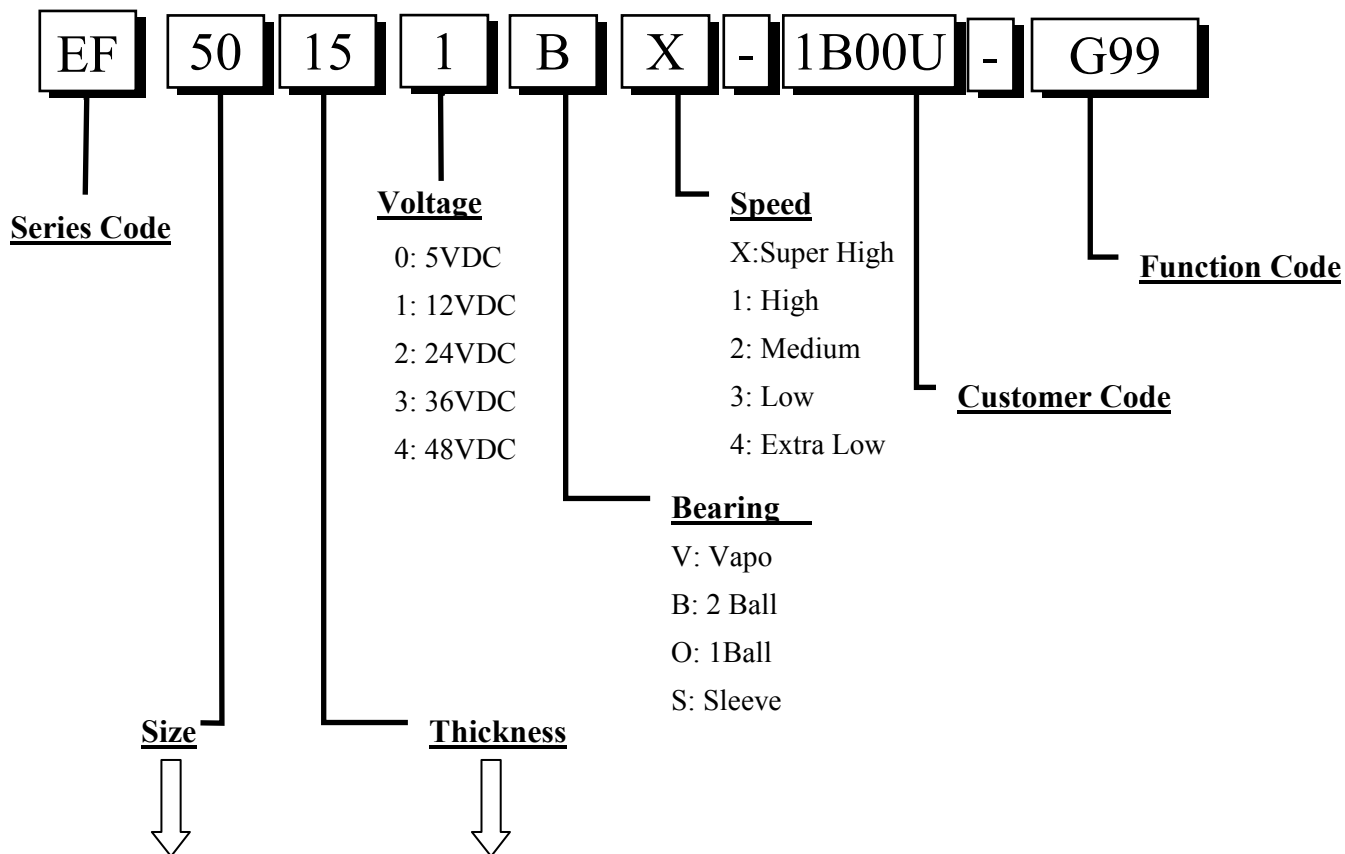 EF 50 15 1 B X - 1B00U - G99
Series Code
Voltage
0: 5VDC
1: 12VDC
2: 24VDC
3: 36VDC
4: 48VDC
Speed
X:Super High
1: High
2: Medium
3: Low
4: Extra Low
Function Code
Customer Code
Bearing
V: Vapo
B: 2 Ball
O: 1Ball
S: Sleeve
Size
Thickness